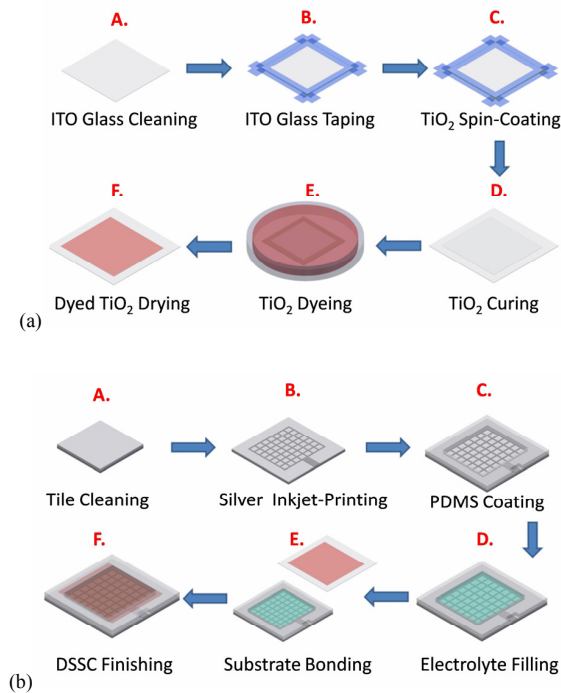 A. B. C.
ITO Glass Cleaning ITO Glass Taping TiO₂ Spin-Coating
F. E. D.
Dyed TiO₂ Drying TiO₂ Dyeing TiO₂ Curing
(a)
A. B. C.
Tile Cleaning Silver Inkjet-Printing PDMS Coating
F. E. D.
DSSC Finishing Substrate Bonding Electrolyte Filling
(b)